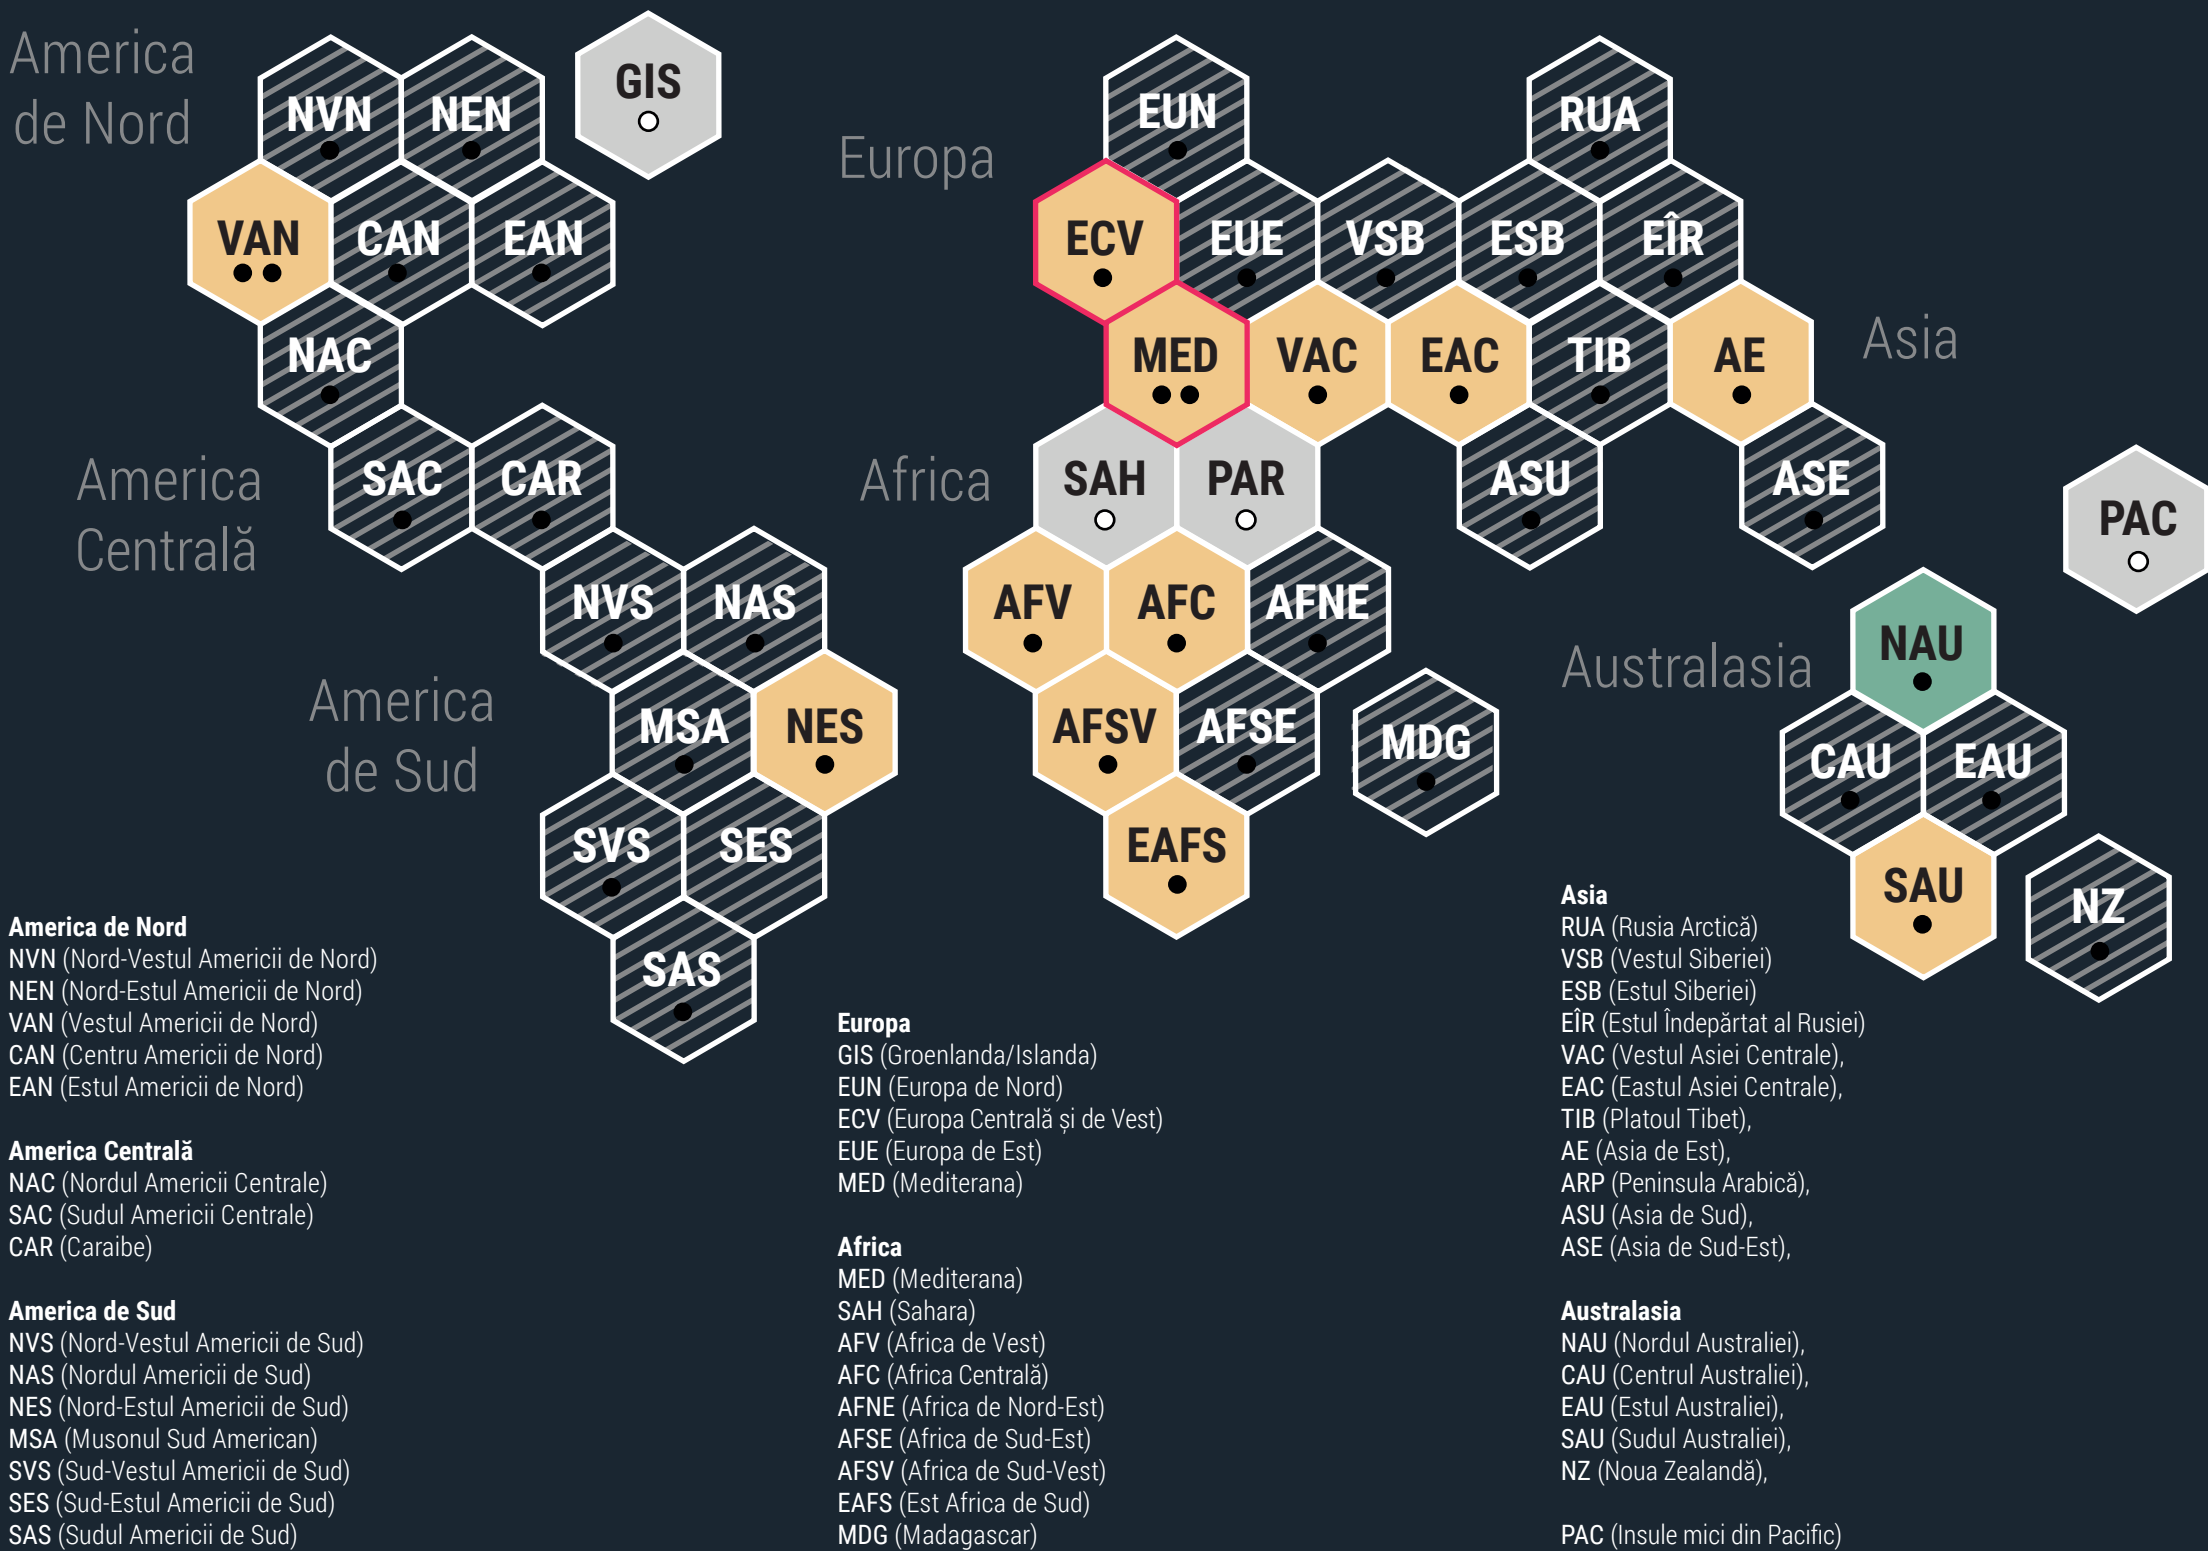 America
de Nord
NVN
NEN
GIS
VAN
CAN
EAN
NAC
America
Centrală
SAC
CAR
America
de Sud
NVS
NAS
MSA
NES
SVS
SES
SAS
Europa
EUN
ECV
EUE
MED
Asia
RUA
VSB
ESB
EÎR
VAC
EAC
TIB
AE
ASU
ASE
Africa
SAH
PAR
AFV
AFC
AFNE
AFSV
AFSE
MDG
EAFS
PAC
Australasia
NAU
CAU
EAU
SAU
NZ
America de Nord
NVN (Nord-Vestul Americii de Nord)
NEN (Nord-Estul Americii de Nord)
VAN (Vestul Americii de Nord)
CAN (Centru Americii de Nord)
EAN (Estul Americii de Nord)
America Centrală
NAC (Nordul Americii Centrale)
SAC (Sudul Americii Centrale)
CAR (Caraibe)
America de Sud
NVS (Nord-Vestul Americii de Sud)
NAS (Nordul Americii de Sud)
NES (Nord-Estul Americii de Sud)
MSA (Musonul Sud American)
SVS (Sud-Vestul Americii de Sud)
SES (Sud-Estul Americii de Sud)
SAS (Sudul Americii de Sud)
Europa
GIS (Groenlanda/Islanda)
EUN (Europa de Nord)
ECV (Europa Centrală și de Vest)
EUE (Europa de Est)
MED (Mediterana)
Africa
MED (Mediterana)
SAH (Sahara)
AFV (Africa de Vest)
AFC (Africa Centrală)
AFNE (Africa de Nord-Est)
AFSE (Africa de Sud-Est)
AFSV (Africa de Sud-Vest)
EAFS (Est Africa de Sud)
MDG (Madagascar)
Asia
RUA (Rusia Arctică)
VSB (Vestul Siberiei)
ESB (Estul Siberiei)
EÎR (Estul Îndepărtat al Rusiei)
VAC (Vestul Asiei Centrale),
EAC (Eastul Asiei Centrale),
TIB (Platoul Tibet),
AE (Asia de Est),
ARP (Peninsula Arabică),
ASU (Asia de Sud),
ASE (Asia de Sud-Est),
Australasia
NAU (Nordul Australiei),
CAU (Centrul Australiei),
EAU (Estul Australiei),
SAU (Sudul Australiei),
NZ (Noua Zealandă),
PAC (Insule mici din Pacific)